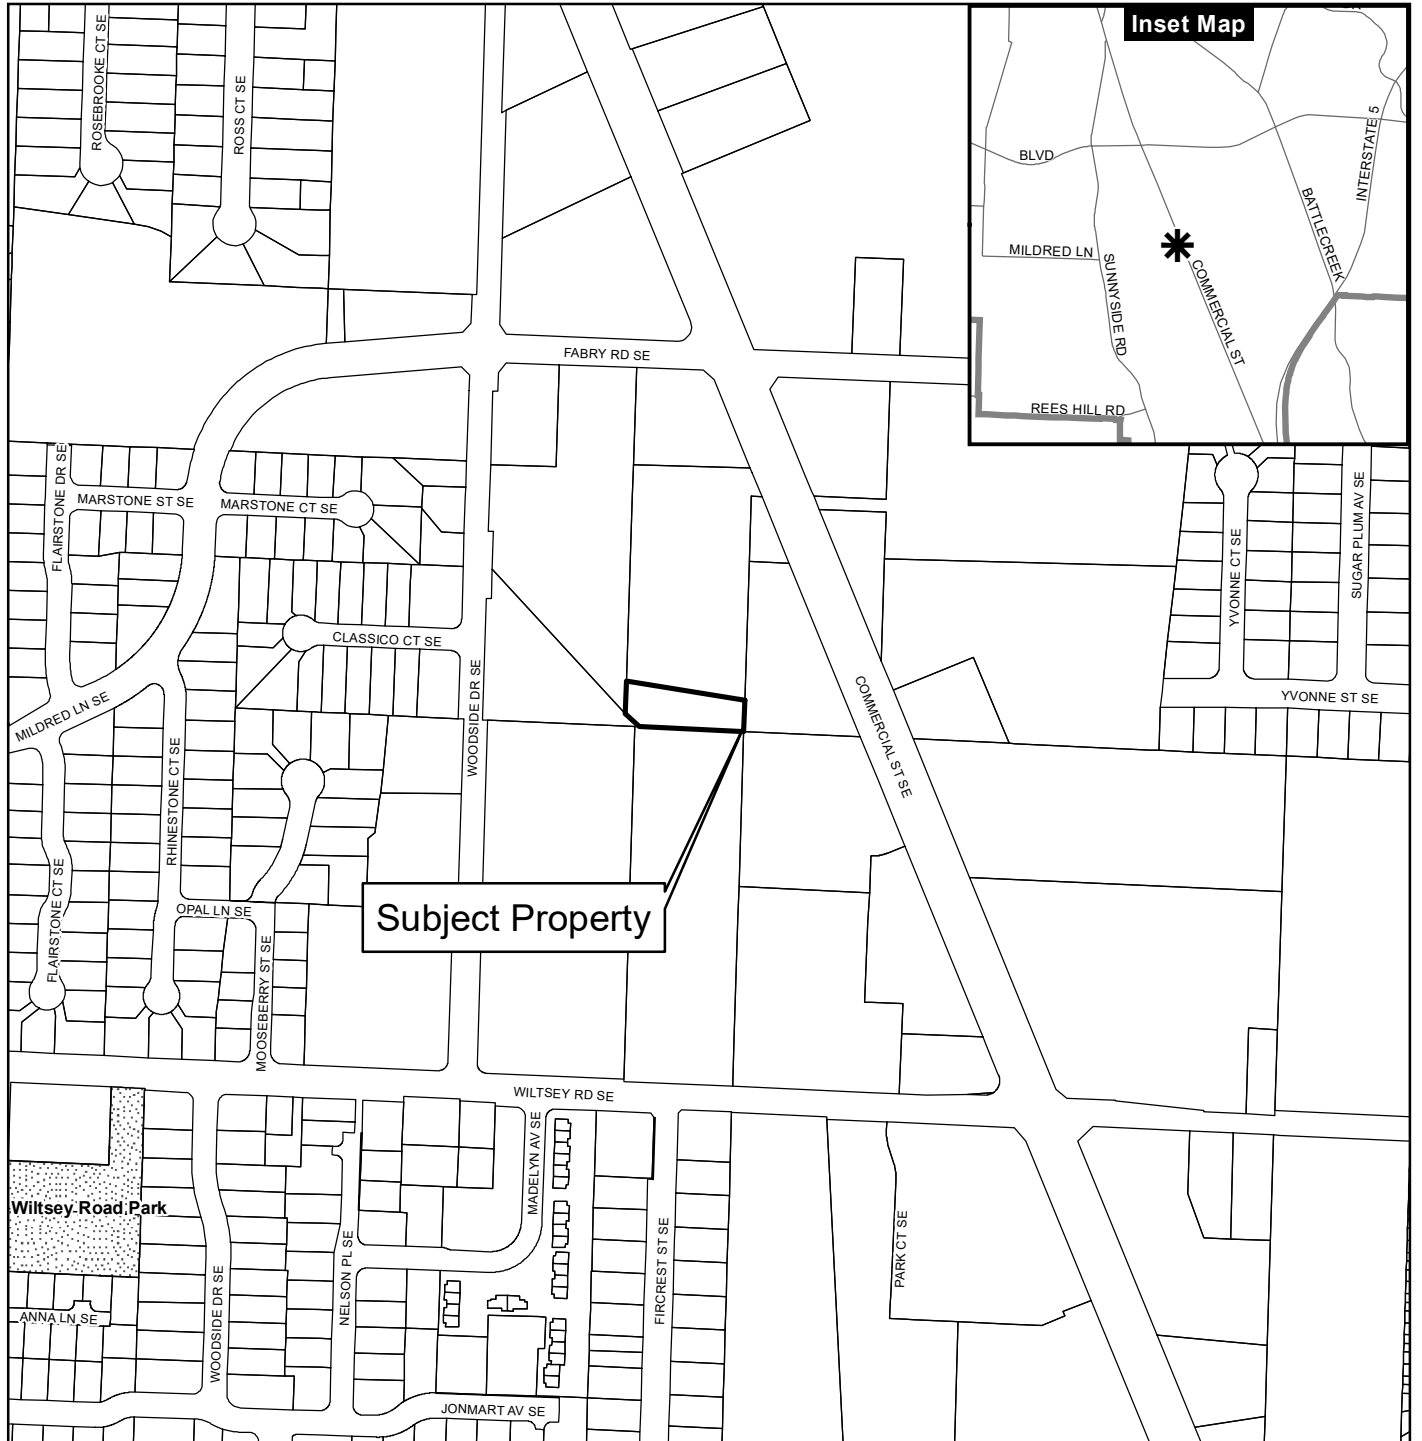 Inset Map
ROSEBROOKE CT SE
ROSS CT SE
BLVD
INTERSTATE 5
BATTLECREEK
MILDRED LN
SUNNYSIDE RD
COMMERCIAL ST
REES HILL RD
FABRY RD SE
FLAIRSTONE DR SE
MARSTONE ST SE
MARSTONE CT SE
YVONNE CT SE
SUGAR PLUM AV SE
CLASSICO CT SE
WOODSIDE DR SE
COMMERCIAL ST SE
YVONNE ST SE
MILDRED LN SE
RHINESTONE CT SE
FLAIRSTONE CT SE
OPAL LN SE
Subject Property
MOOSEBERRY ST SE
WILTSEY RD SE
MADELYN AV SE
Wiltsey Road Park
NELSON PL SE
FIRCREST ST SE
PARK CT SE
WOODSIDE DR SE
ANNA LN SE
JONMART AV SE